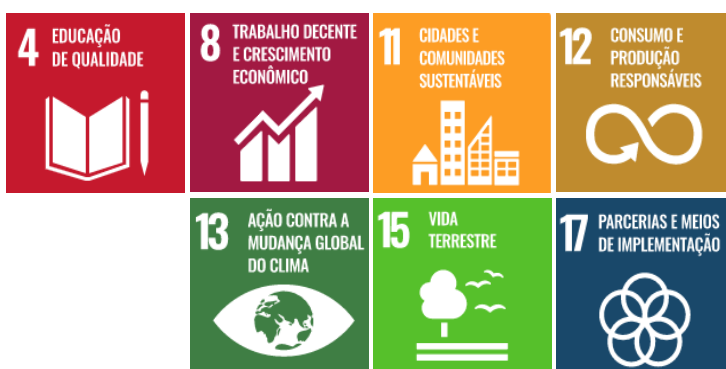 4 EDUCAÇÃO
DE QUALIDADE
8 TRABALHO DECENTE
E CRESCIMENTO
ECONÔMICO
11 CIDADES E
COMUNIDADES
SUSTENTÁVEIS
12 CONSUMO E
PRODUÇÃO
RESPONSÁVEIS
13 AÇÃO CONTRA A
MUDANÇA GLOBAL
DO CLIMA
15 VIDA
TERRESTRE
17 PARCERIAS E MEIOS
DE IMPLEMENTAÇÃO